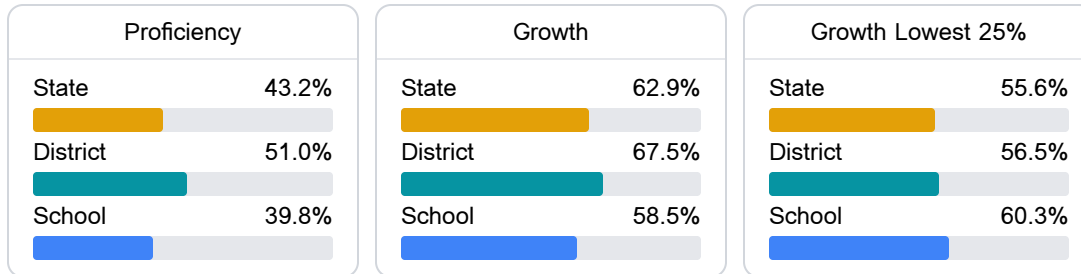 Proficiency
State 43.2%
District 51.0%
School 39.8%
Growth
State 62.9%
District 67.5%
School 58.5%
Growth Lowest 25%
State 55.6%
District 56.5%
School 60.3%